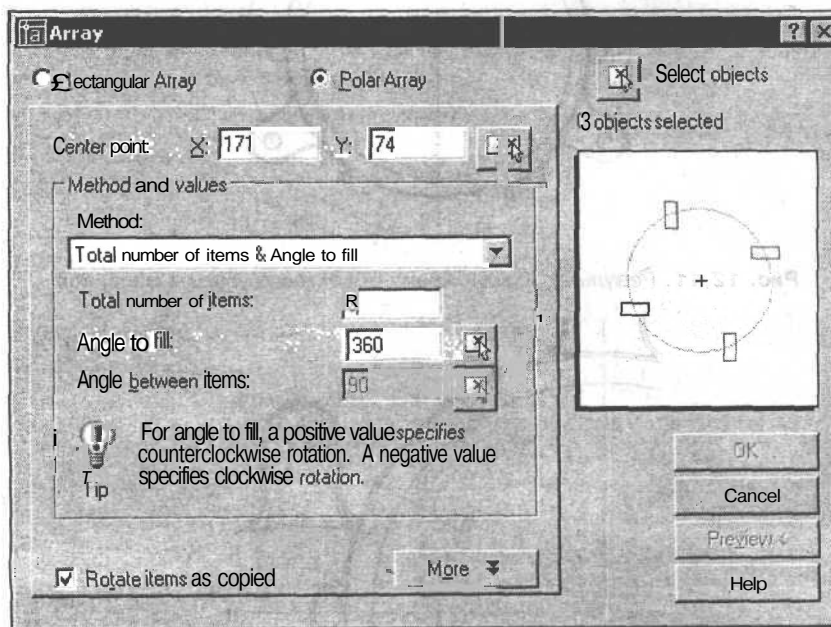 Array
£ectangular Array
Polar Array
Select objects
(3 objects selected
Center point: X: 171 Y: 74
Method and values
Method:
Total number of items & Angle to fill
Total number of items: R
Angle to fill: 360
Angle between items: 90
For angle to fill, a positive value specifies
counterclockwise rotation. A negative value
specifies clockwise rotation.
Tip
OK
Cancel
Preview <
Help
Rotate items as copied
More